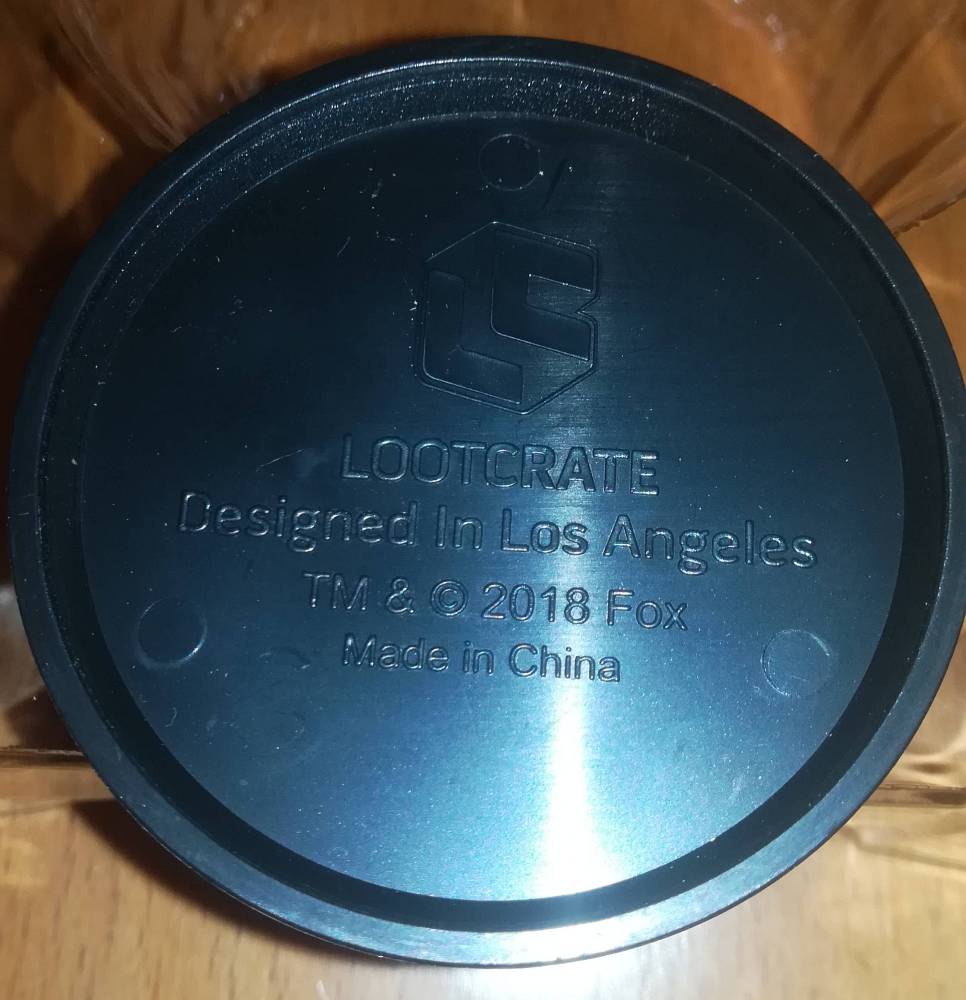 LOOTCRATE
Designed In Los Angeles
TM & © 2018 Fox
Made in China